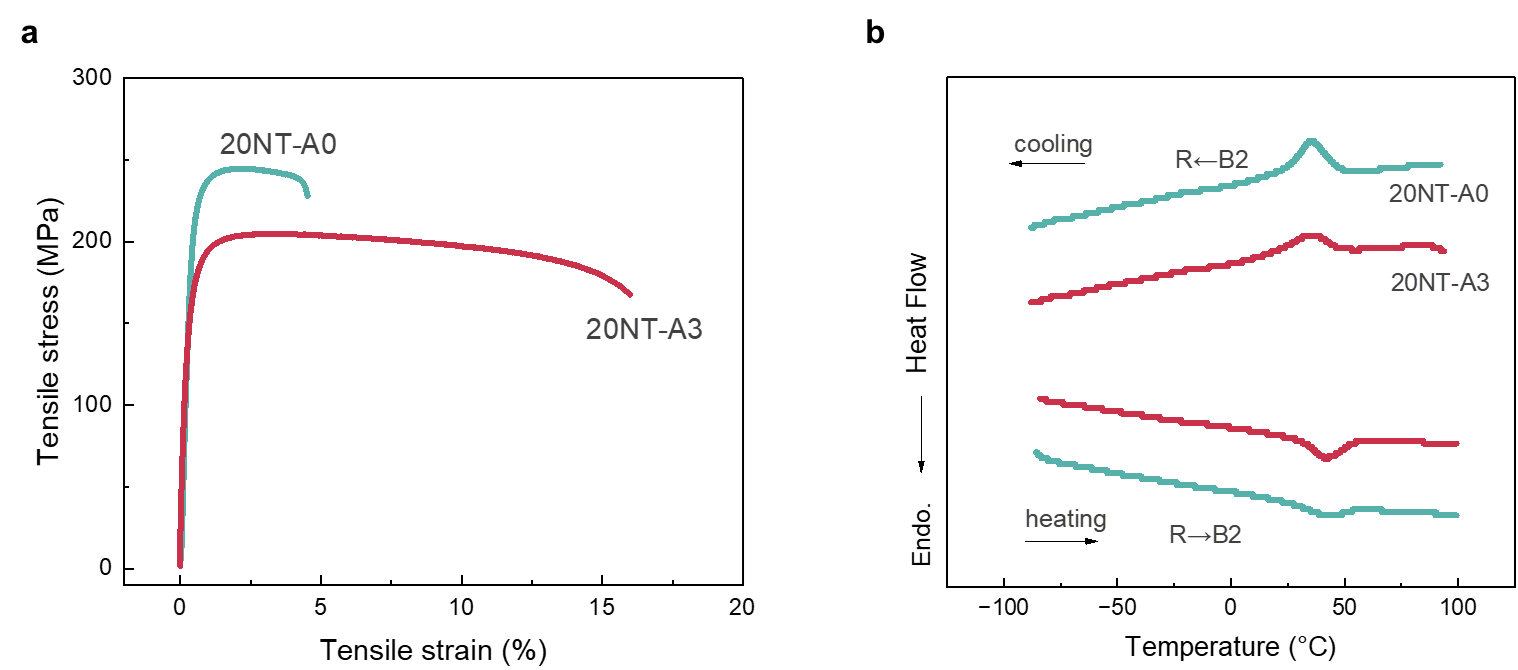 a
300
200
100
0
Tensile stress (MPa)
20NT-A0
20NT-A3
0 5 10 15 20
Tensile strain (%)
b
cooling
R←B2
20NT-A0
20NT-A3
Heat Flow
Endo.
heating
R→B2
−100 −50 0 50 100
Temperature (°C)